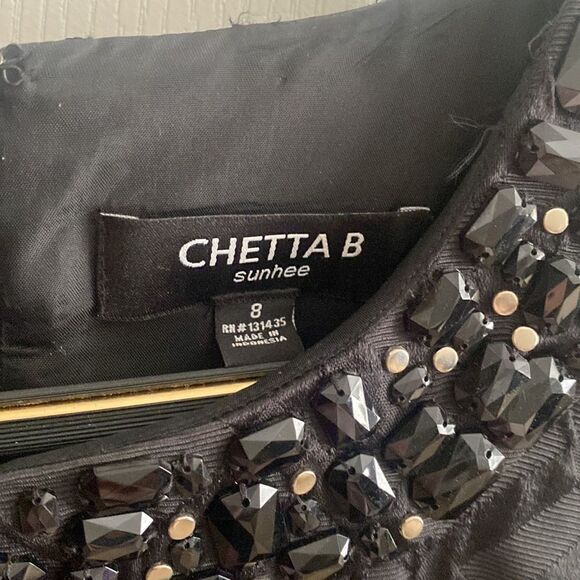 CHETTA B
sunhee
8
RN#131435
MADE IN
INDONESIA